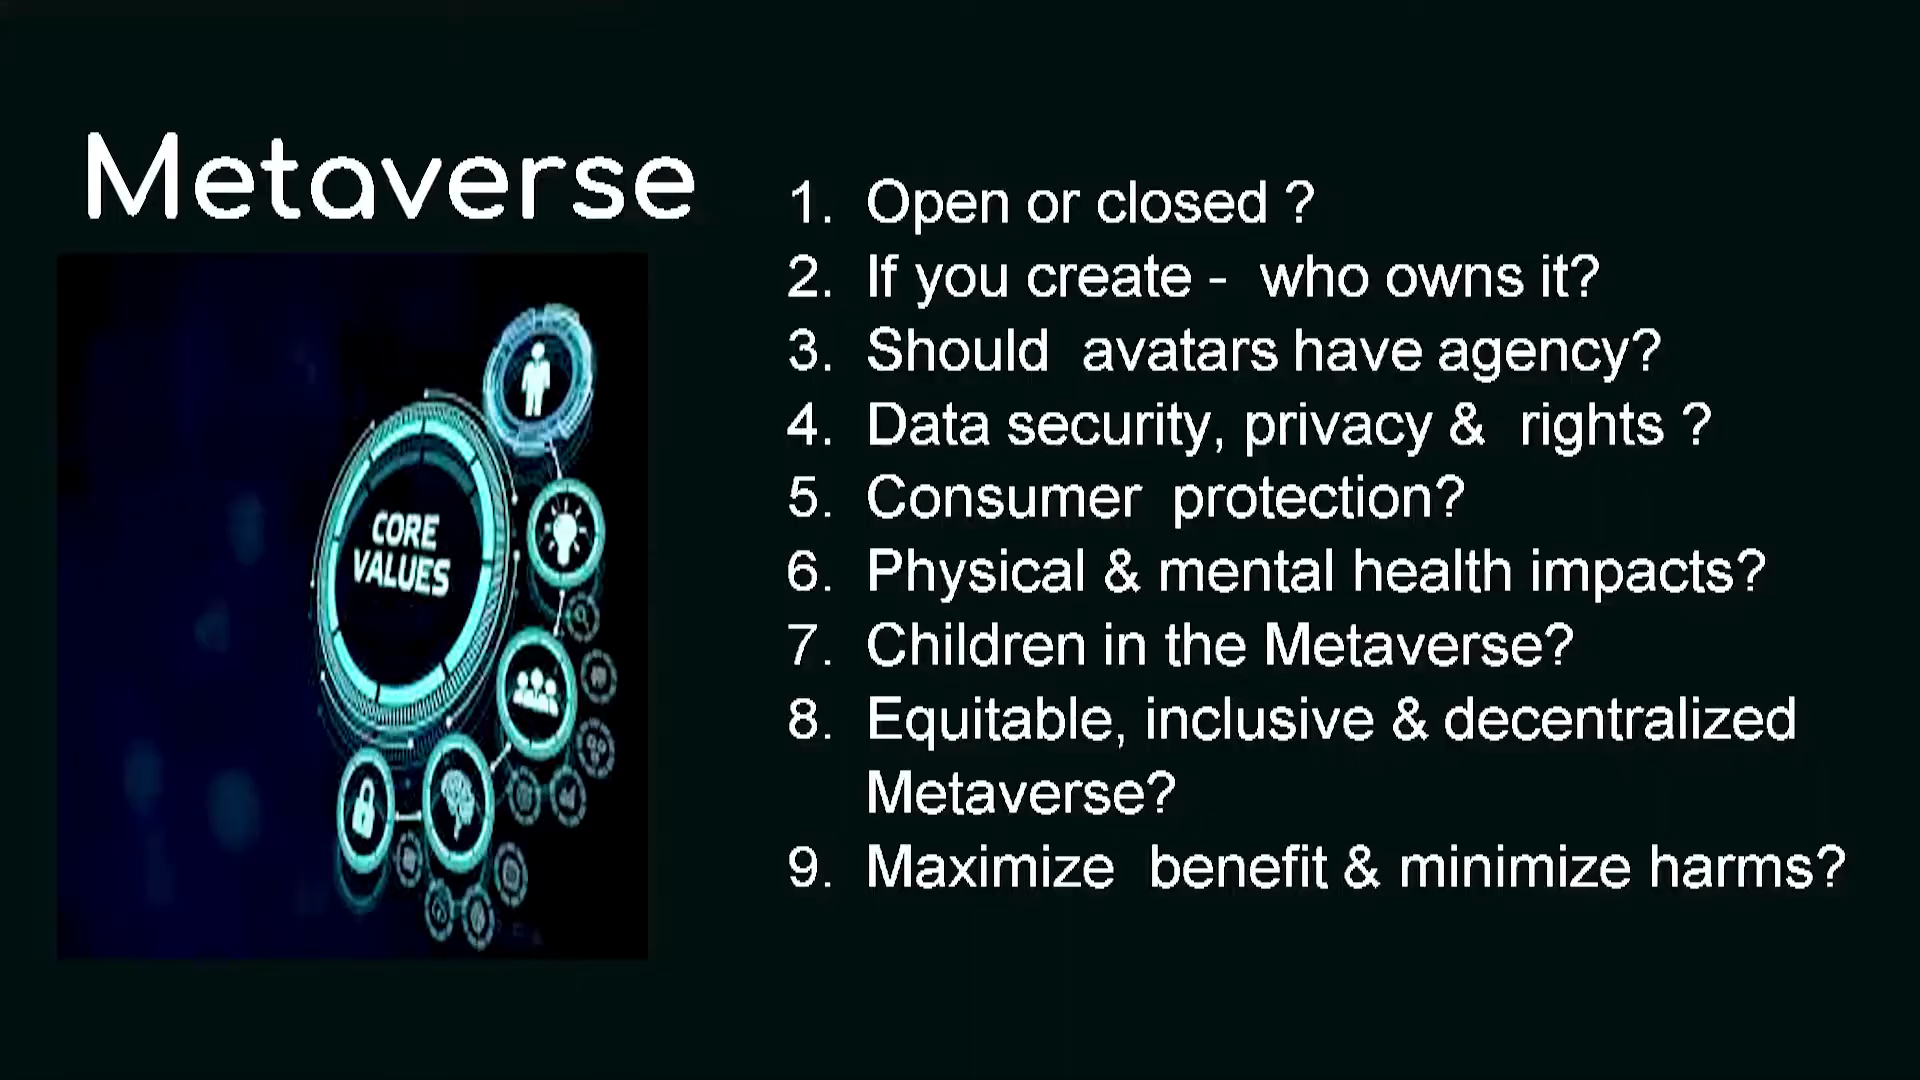 Metaverse
CORE
VALUES
1. Open or closed ?
2. If you create - who owns it?
3. Should avatars have agency?
4. Data security, privacy & rights ?
5. Consumer protection?
6. Physical & mental health impacts?
7. Children in the Metaverse?
8. Equitable, inclusive & decentralized
Metaverse?
9. Maximize benefit & minimize harms?